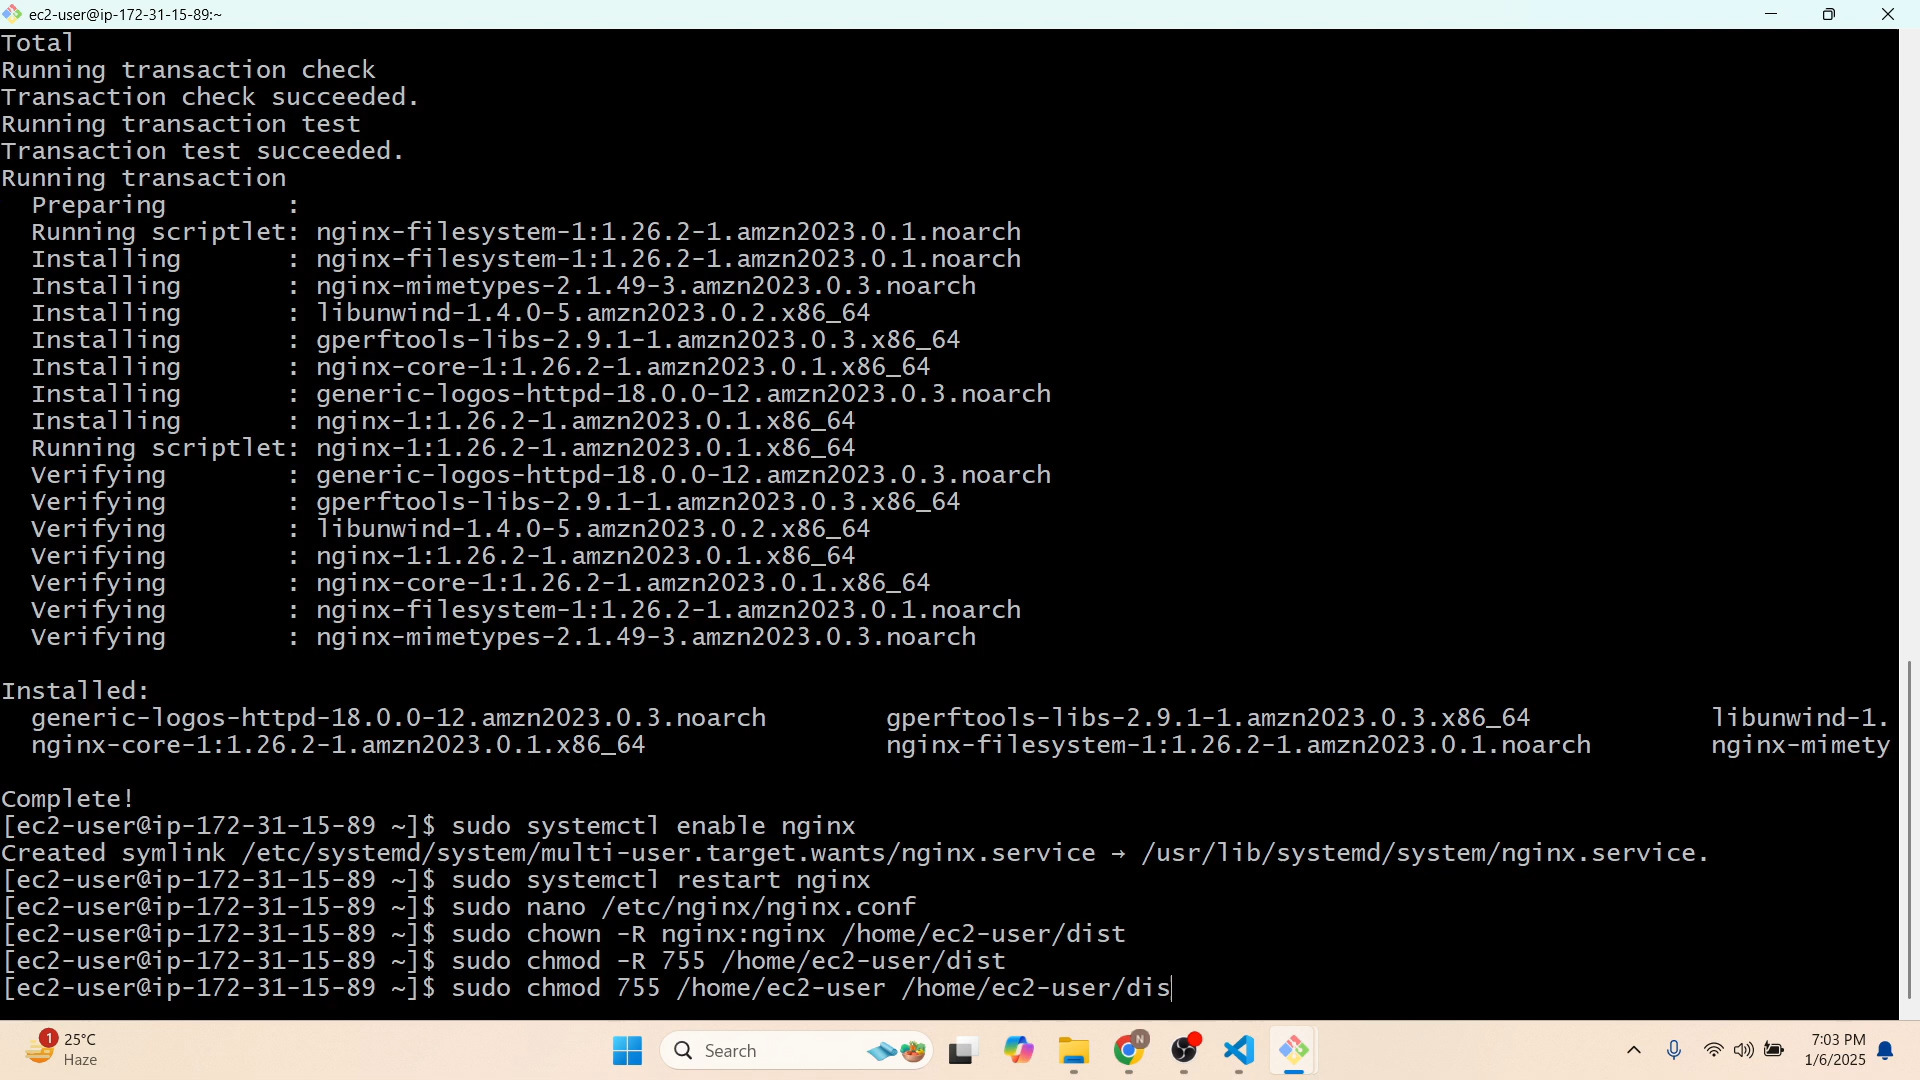 ec2-user@ip-172-31-15-89:~
Total
Running transaction check
Transaction check succeeded.
Running transaction test
Transaction test succeeded.
Running transaction
  Preparing        :
  Running scriptlet: nginx-filesystem-1:1.26.2-1.amzn2023.0.1.noarch
  Installing       : nginx-filesystem-1:1.26.2-1.amzn2023.0.1.noarch
  Installing       : nginx-mimetypes-2.1.49-3.amzn2023.0.3.noarch
  Installing       : libunwind-1.4.0-5.amzn2023.0.2.x86_64
  Installing       : gperftools-libs-2.9.1-1.amzn2023.0.3.x86_64
  Installing       : nginx-core-1:1.26.2-1.amzn2023.0.1.x86_64
  Installing       : generic-logos-httpd-18.0.0-12.amzn2023.0.3.noarch
  Installing       : nginx-1:1.26.2-1.amzn2023.0.1.x86_64
  Running scriptlet: nginx-1:1.26.2-1.amzn2023.0.1.x86_64
  Verifying        : generic-logos-httpd-18.0.0-12.amzn2023.0.3.noarch
  Verifying        : gperftools-libs-2.9.1-1.amzn2023.0.3.x86_64
  Verifying        : libunwind-1.4.0-5.amzn2023.0.2.x86_64
  Verifying        : nginx-1:1.26.2-1.amzn2023.0.1.x86_64
  Verifying        : nginx-core-1:1.26.2-1.amzn2023.0.1.x86_64
  Verifying        : nginx-filesystem-1:1.26.2-1.amzn2023.0.1.noarch
  Verifying        : nginx-mimetypes-2.1.49-3.amzn2023.0.3.noarch
Installed:
  generic-logos-httpd-18.0.0-12.amzn2023.0.3.noarch        gperftools-libs-2.9.1-1.amzn2023.0.3.x86_64            libunwind-1.
  nginx-core-1:1.26.2-1.amzn2023.0.1.x86_64                nginx-filesystem-1:1.26.2-1.amzn2023.0.1.noarch        nginx-mimety
Complete!
[ec2-user@ip-172-31-15-89 ~]$ sudo systemctl enable nginx
Created symlink /etc/systemd/system/multi-user.target.wants/nginx.service → /usr/lib/systemd/system/nginx.service.
[ec2-user@ip-172-31-15-89 ~]$ sudo systemctl restart nginx
[ec2-user@ip-172-31-15-89 ~]$ sudo nano /etc/nginx/nginx.conf
[ec2-user@ip-172-31-15-89 ~]$ sudo chown -R nginx:nginx /home/ec2-user/dist
[ec2-user@ip-172-31-15-89 ~]$ sudo chmod -R 755 /home/ec2-user/dist
[ec2-user@ip-172-31-15-89 ~]$ sudo chmod 755 /home/ec2-user /home/ec2-user/dis
1
25°C
Haze
Search
N
7:03 PM
1/6/2025